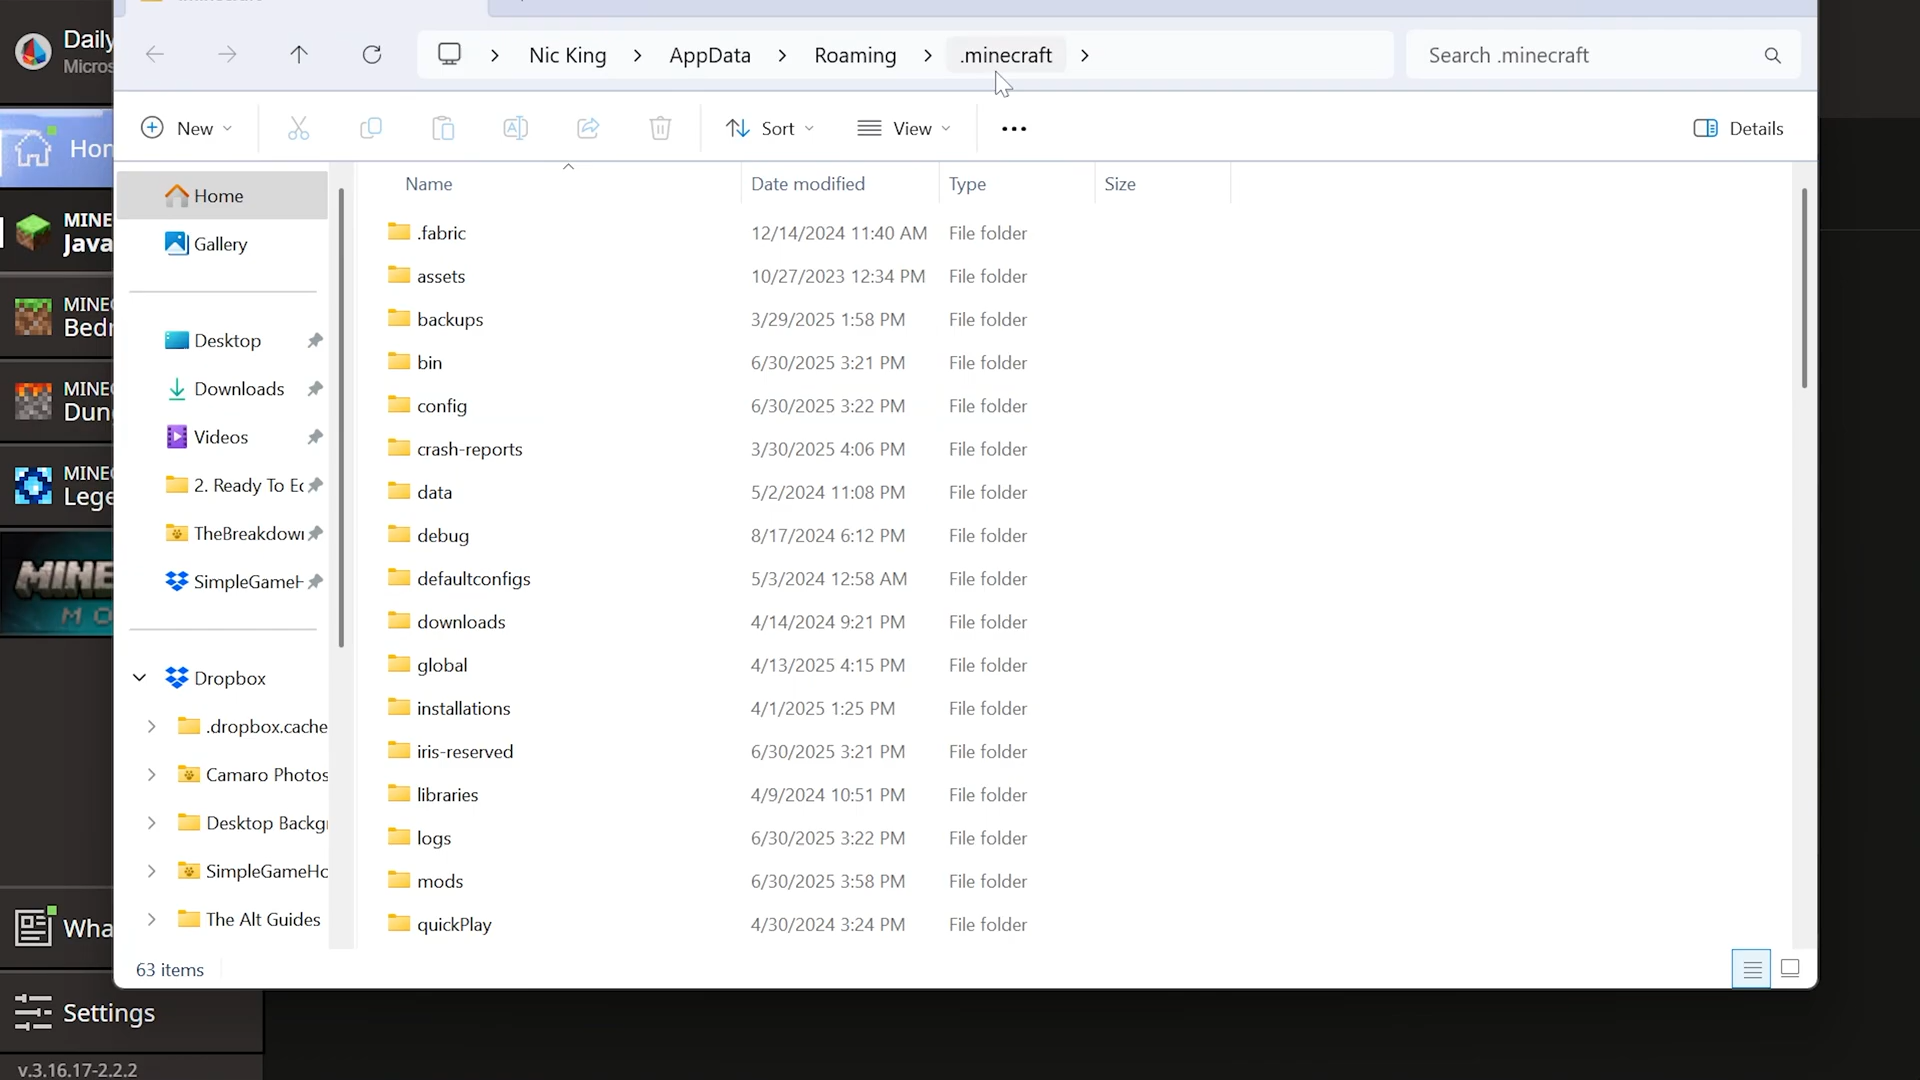 Daily
Micros
Nic King
AppData
Roaming
.minecraft
Search .minecraft
New
Sort
View
Details
Home
Gallery
Desktop
Downloads
Videos
2. Ready To Ec
TheBreakdow
SimpleGameH
Dropbox
.dropbox.cache
Camaro Photos
Desktop Backg
SimpleGameHo
The Alt Guides
Name Date modified Type Size
.fabric 12/14/2024 11:40 AM File folder
assets 10/27/2023 12:34 PM File folder
backups 3/29/2025 1:58 PM File folder
bin 6/30/2025 3:21 PM File folder
config 6/30/2025 3:22 PM File folder
crash-reports 3/30/2025 4:06 PM File folder
data 5/2/2024 11:08 PM File folder
debug 8/17/2024 6:12 PM File folder
defaultconfigs 5/3/2024 12:58 AM File folder
downloads 4/14/2024 9:21 PM File folder
global 4/13/2025 4:15 PM File folder
installations 4/1/2025 1:25 PM File folder
iris-reserved 6/30/2025 3:21 PM File folder
libraries 4/9/2024 10:51 PM File folder
logs 6/30/2025 3:22 PM File folder
mods 6/30/2025 3:58 PM File folder
quickPlay 4/30/2024 3:24 PM File folder
63 items
Hom
MINE
Java
MINE
Bedr
MINE
Dun
MINE
Lege
MINE
MO
Wha
Settings
v.3.16.17-2.2.2